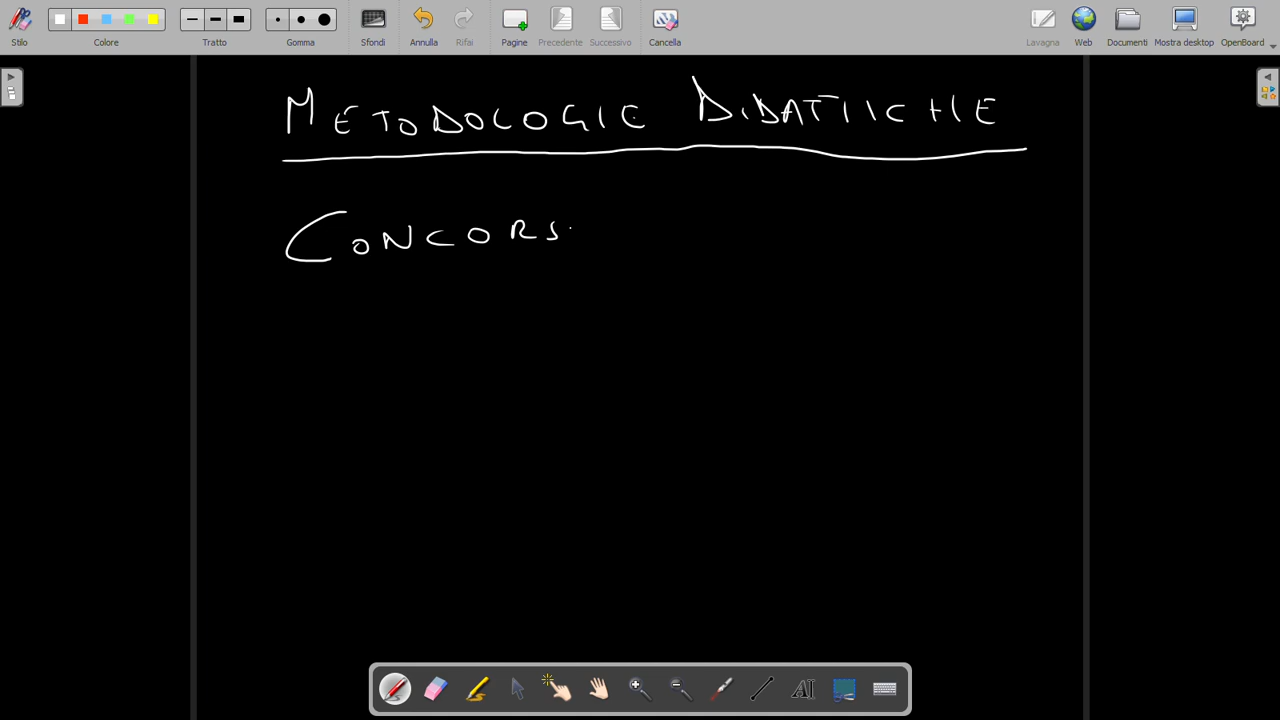 Stilo Colore Tratto Gomma Sfondi Annulla Rifai Pagine Precedente Successivo Cancella Lavagna Web Documenti Mostra desktop OpenBoard
METODOLOGIE DIDATTICHE
CONCORS
AI